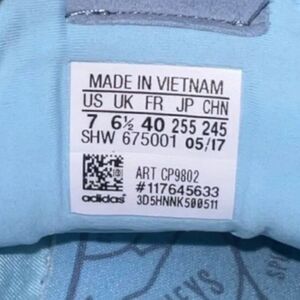 MADE IN VIETNAM
US UK FR JP CHN
7 6½ 40 255 245
SHW 675001 05/17
ART CP9802
#117645633
adidas 3D5HNNK500511